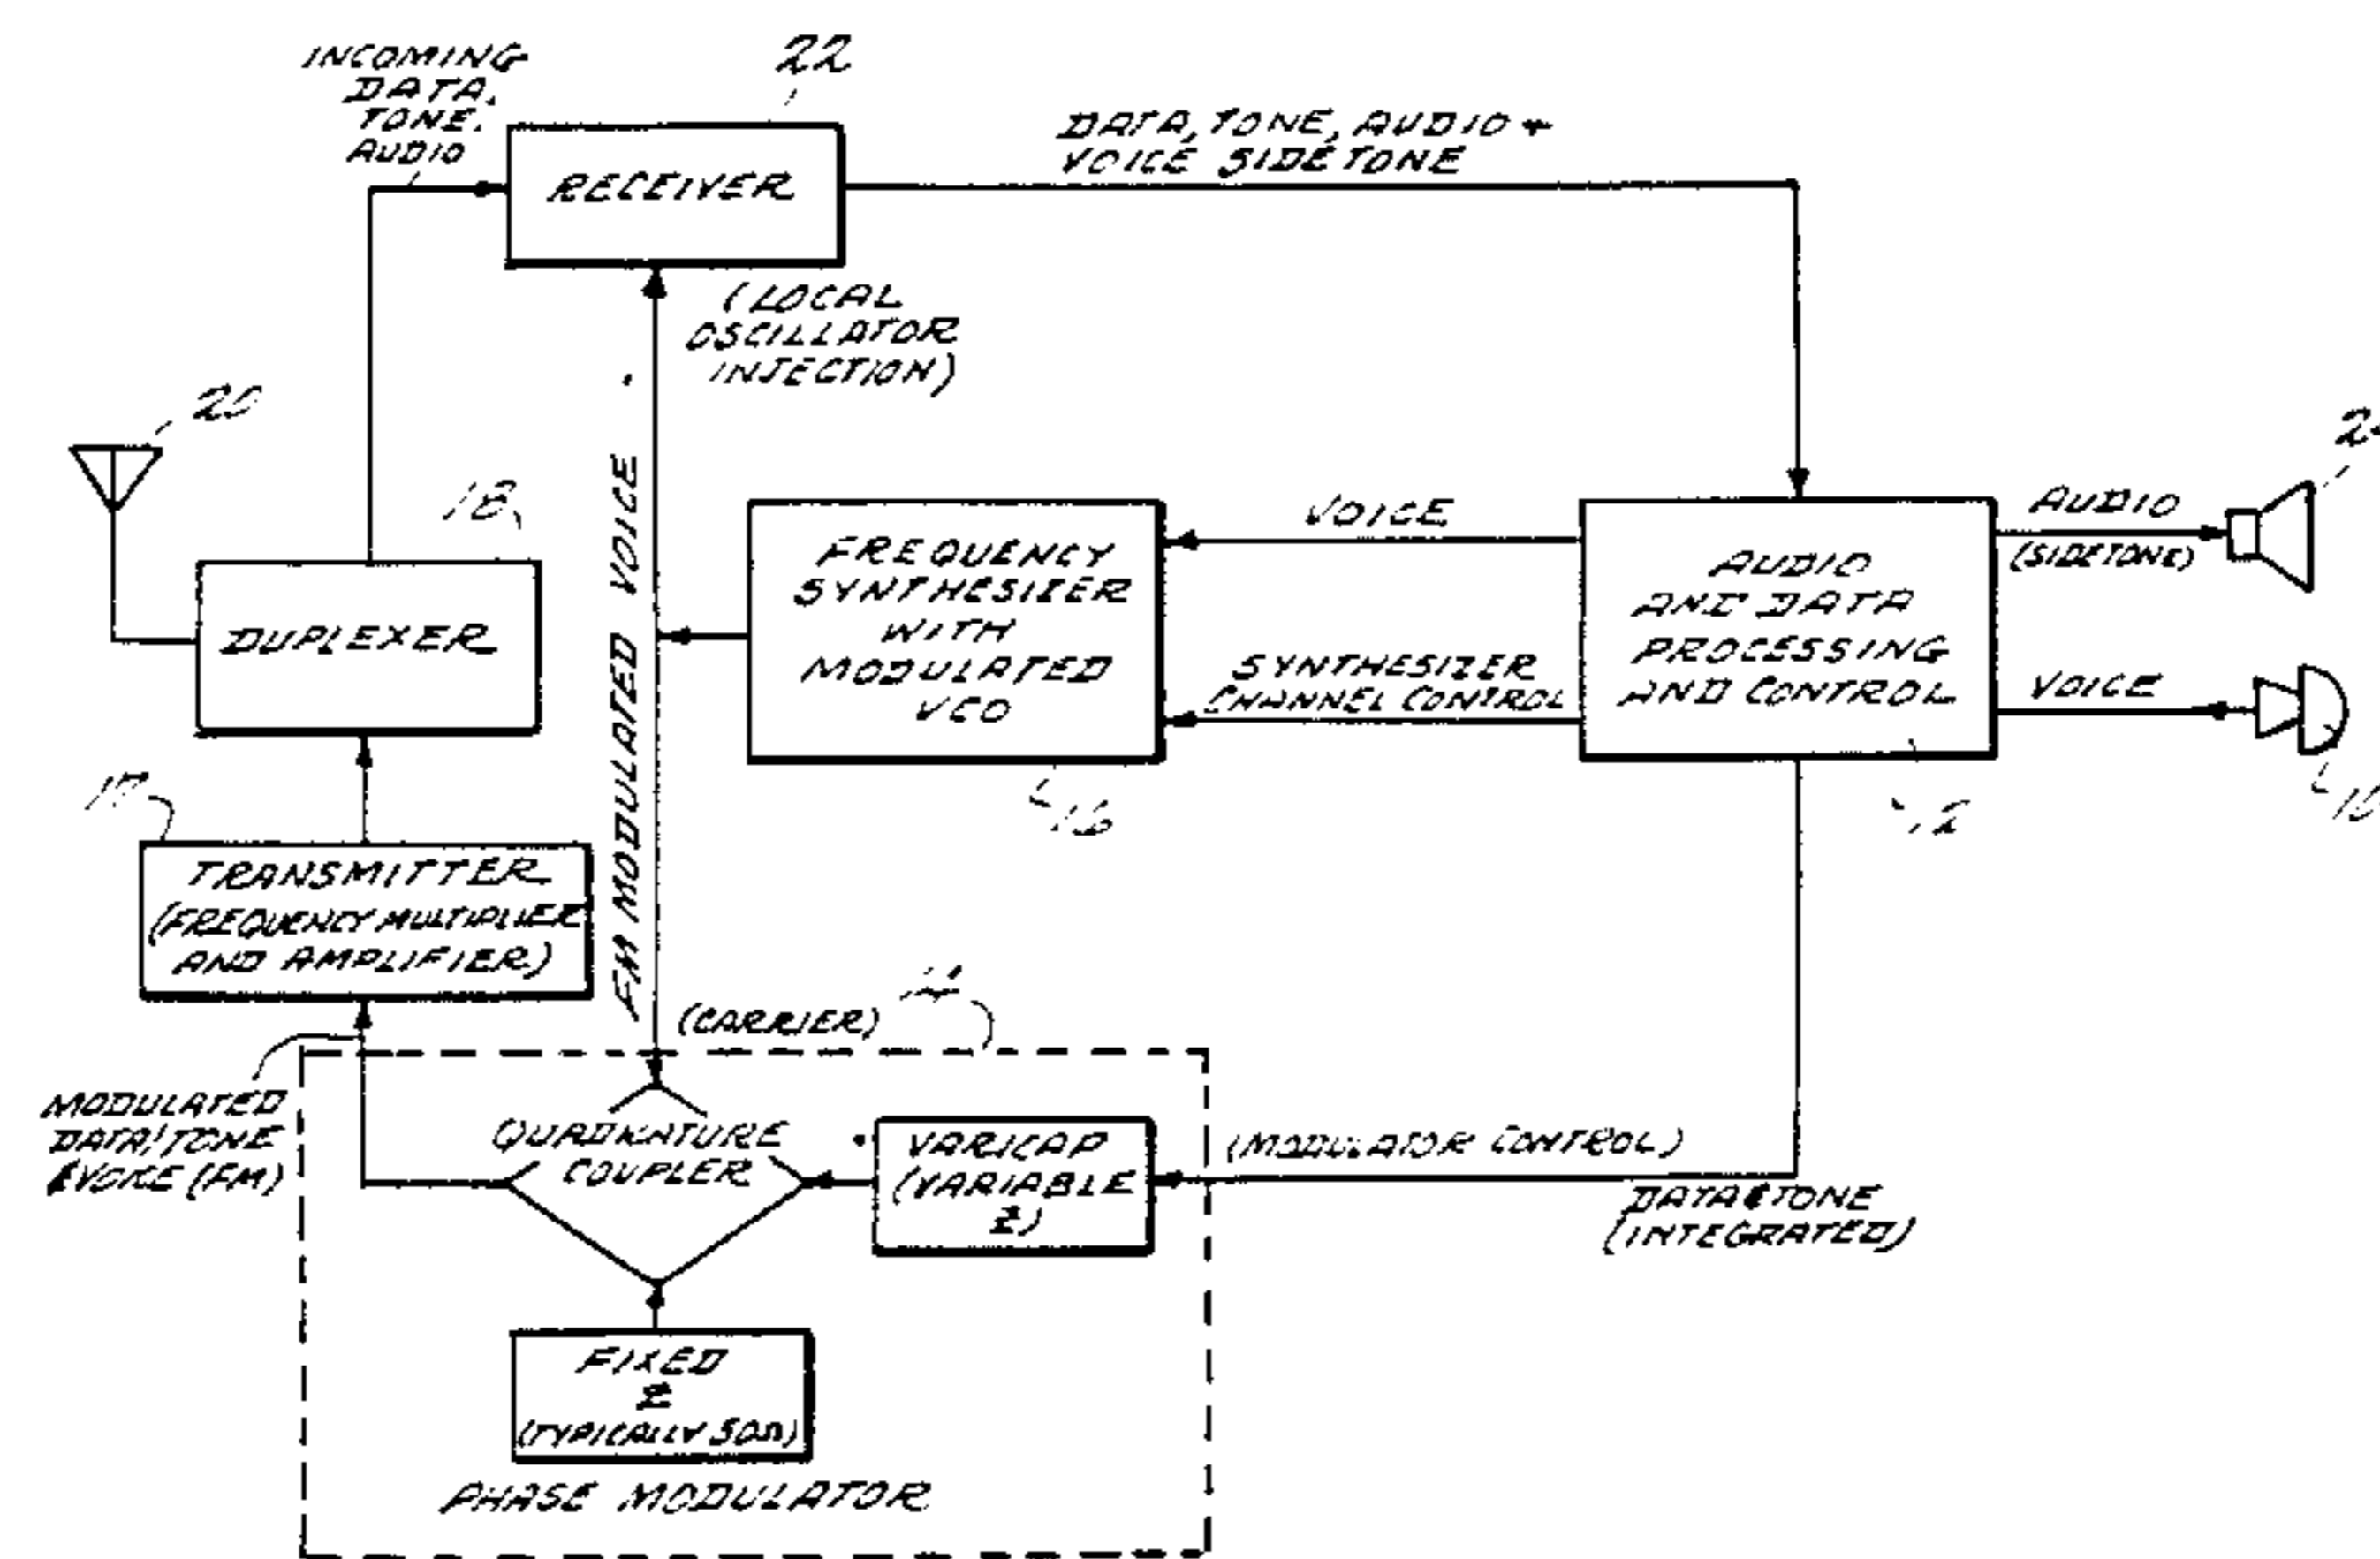 INCOMING
DATA,
TONE,
AUDIO
22
RECEIVER
DATA, TONE, AUDIO +
VOICE SIDETONE
(LOCAL
OSCILLATOR
INJECTION)
20
18
DUPLEXER
FM MODULATED VOICE
FREQUENCY
SYNTHESIZER
WITH
MODULATED
VCO
16
VOICE
SYNTHESIZER
CHANNEL CONTROL
AUDIO
AND DATA
PROCESSING
AND CONTROL
12
AUDIO
(SIDETONE)
VOICE
10
TRANSMITTER
(FREQUENCY MULTIPLIER
AND AMPLIFIER)
(CARRIER)
14
MODULATED
DATA/TONE
&VOICE (FM)
QUADRATURE
COUPLER
VARICAP
(VARIABLE
Z)
(MODULATOR CONTROL)
DATA & TONE
(INTEGRATED)
FIXED
Z
(TYPICALLY 50Ω)
PHASE MODULATOR